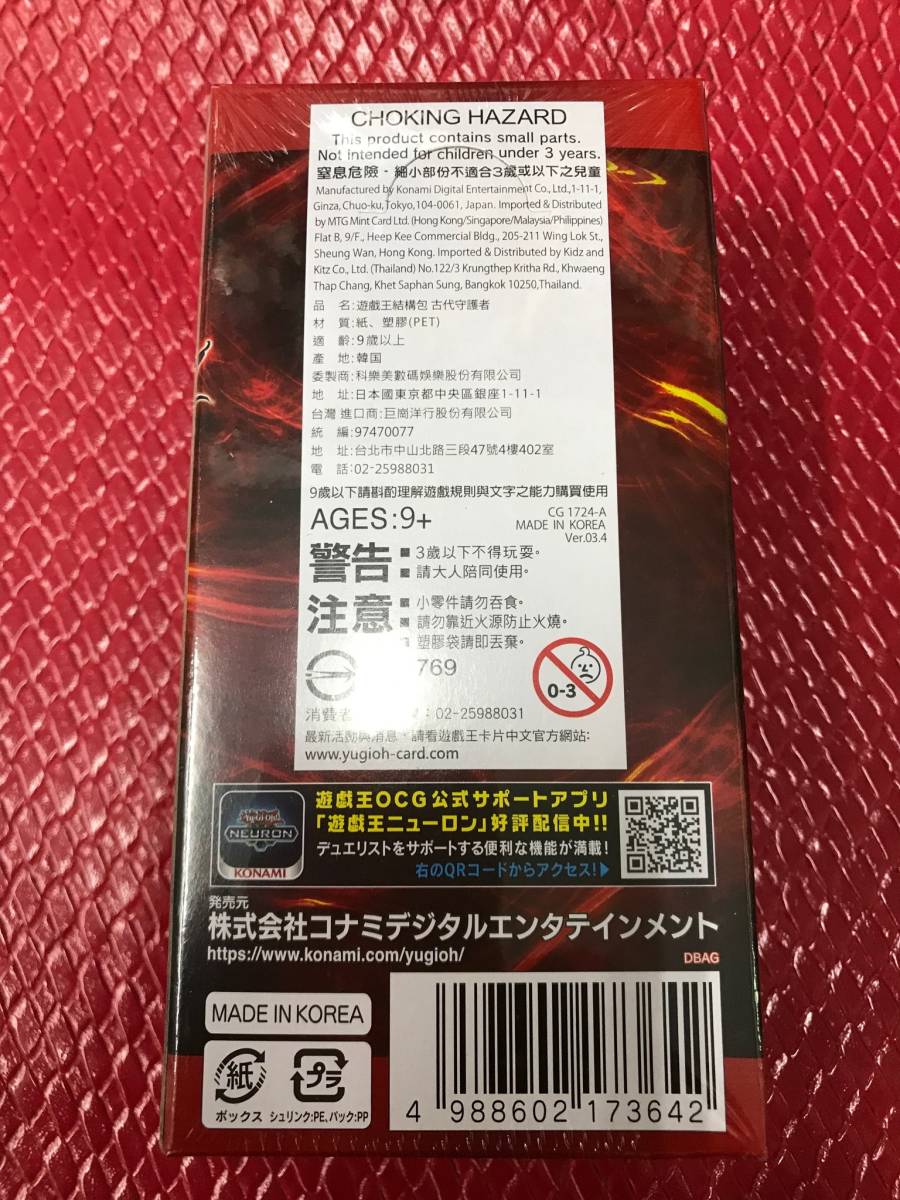 CHOKING HAZARD
This product contains small parts.
Not intended for children under 3 years.
窒息危險・細小部份不適合3歲或以下之兒童
Manufactured by Konami Digital Entertainment Co., Ltd.,1-11-1,
Ginza, Chuo-ku,Tokyo,104-0061, Japan. Imported & Distributed
by MTG Mint Card Ltd. (Hong Kong/Singapore/Malaysia/Philippines)
Flat B, 9/F., Heep Kee Commercial Bldg., 205-211 Wing Lok St.,
Sheung Wan, Hong Kong. Imported & Distributed by Kidz and
Kitz Co., Ltd. (Thailand) No.122/3 Krungthep Kritha Rd., Khwaeng
Thap Chang, Khet Saphan Sung, Bangkok 10250,Thailand.
品 名:遊戲王結構包 古代守護者
材 質:紙、塑膠(PET)
適 齡:9歲以上
產 地:韓国
委製商:科樂美數碼娛樂股份有限公司
地 址:日本國東京都中央區銀座1-11-1
台灣 進口商:巨崗洋行股份有限公司
統 編:97470077
地 址:台北市中山北路三段47號4樓402室
電 話:02-25988031
9歲以下請斟酌理解遊戲規則與文字之能力購買使用
AGES:9+
CG 1724-A
MADE IN KOREA
Ver.03.4
警告
■ 3歲以下不得玩耍。
■ 請大人陪同使用。
注意
■ 小零件請勿吞食。
■ 請勿靠近火源防止火燒。
■ 塑膠袋請即丟棄。
769
0-3
消費者 : 02-25988031
最新活動與消息,請看遊戲王卡片中文官方網站:
www.yugioh-card.com
Yu-Gi-Oh!
NEURON
KONAMI
遊戯王OCG公式サポートアプリ
「遊戯王ニューロン」好評配信中!!
デュエリストをサポートする便利な機能が満載!
右のQRコードからアクセス!▶
発売元
株式会社コナミデジタルエンタテインメント
https://www.konami.com/yugioh/
DBAG
MADE IN KOREA
紙
プラ
ボックス シュリンク:PE、パック:PP
4 988602 173642